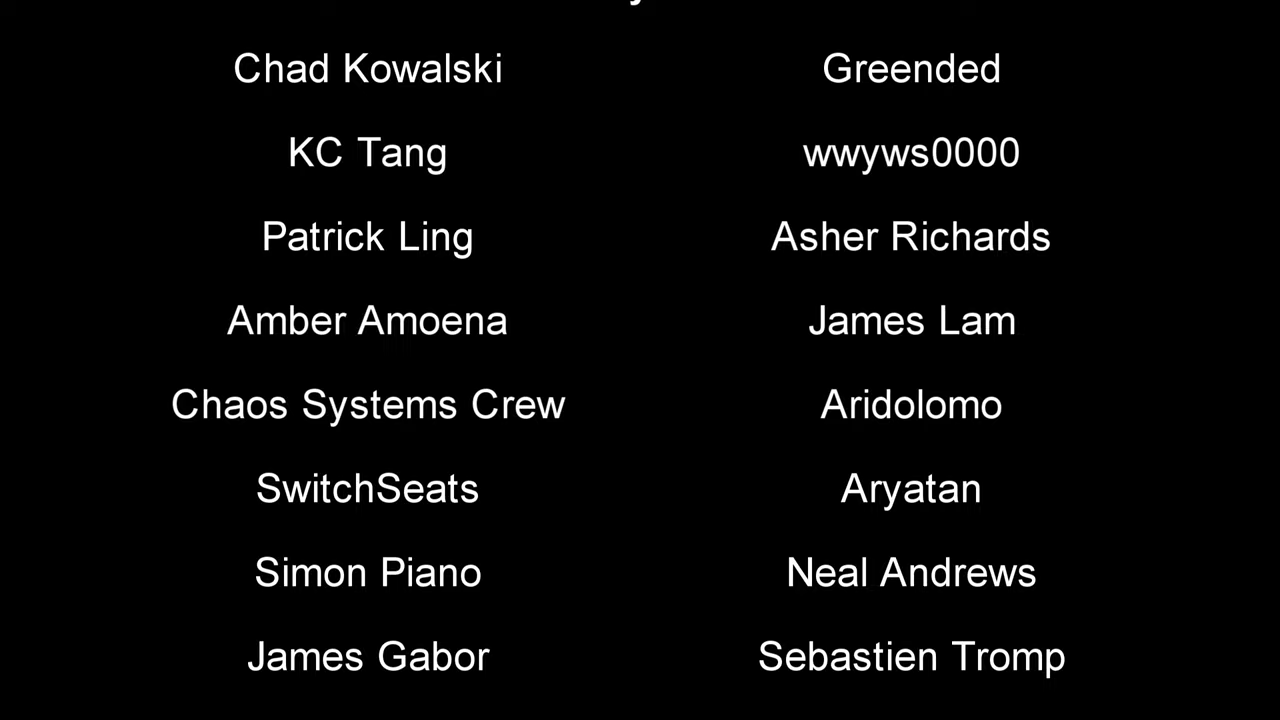 Chad Kowalski Greended
KC Tang wwyws0000
Patrick Ling Asher Richards
Amber Amoena James Lam
Chaos Systems Crew Aridolomo
SwitchSeats Aryatan
Simon Piano Neal Andrews
James Gabor Sebastien Tromp